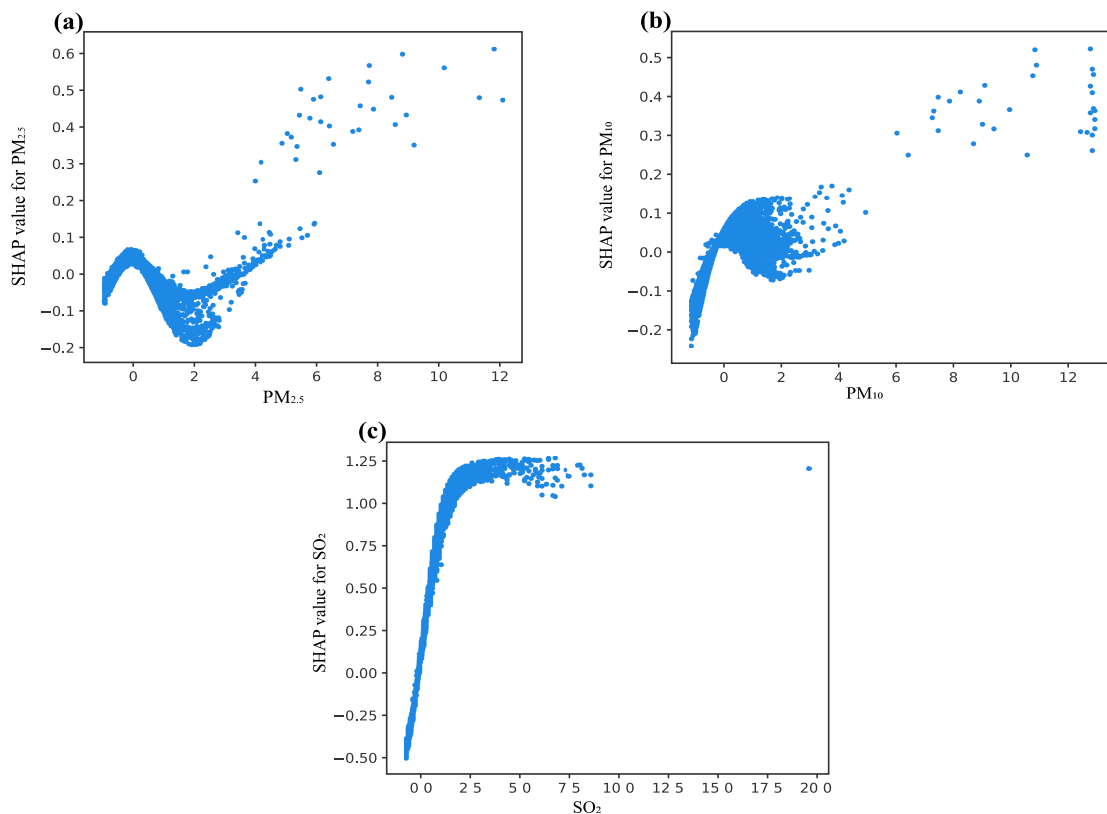 (a)
0.6
0.5
0.4
0.3
0.2
0.1
0.0
−0.1
−0.2
SHAP value for PM₂.₅
0 2 4 6 8 10 12
PM₂.₅
(b)
0.5
0.4
0.3
0.2
0.1
0.0
−0.1
−0.2
SHAP value for PM₁₀
0 2 4 6 8 10 12
PM₁₀
(c)
1.25
1.00
0.75
0.50
0.25
0.00
−0.25
−0.50
SHAP value for SO₂
0 0 2 5 5 0 7 5 10 0 12 5 15 0 17 5 20 0
SO₂